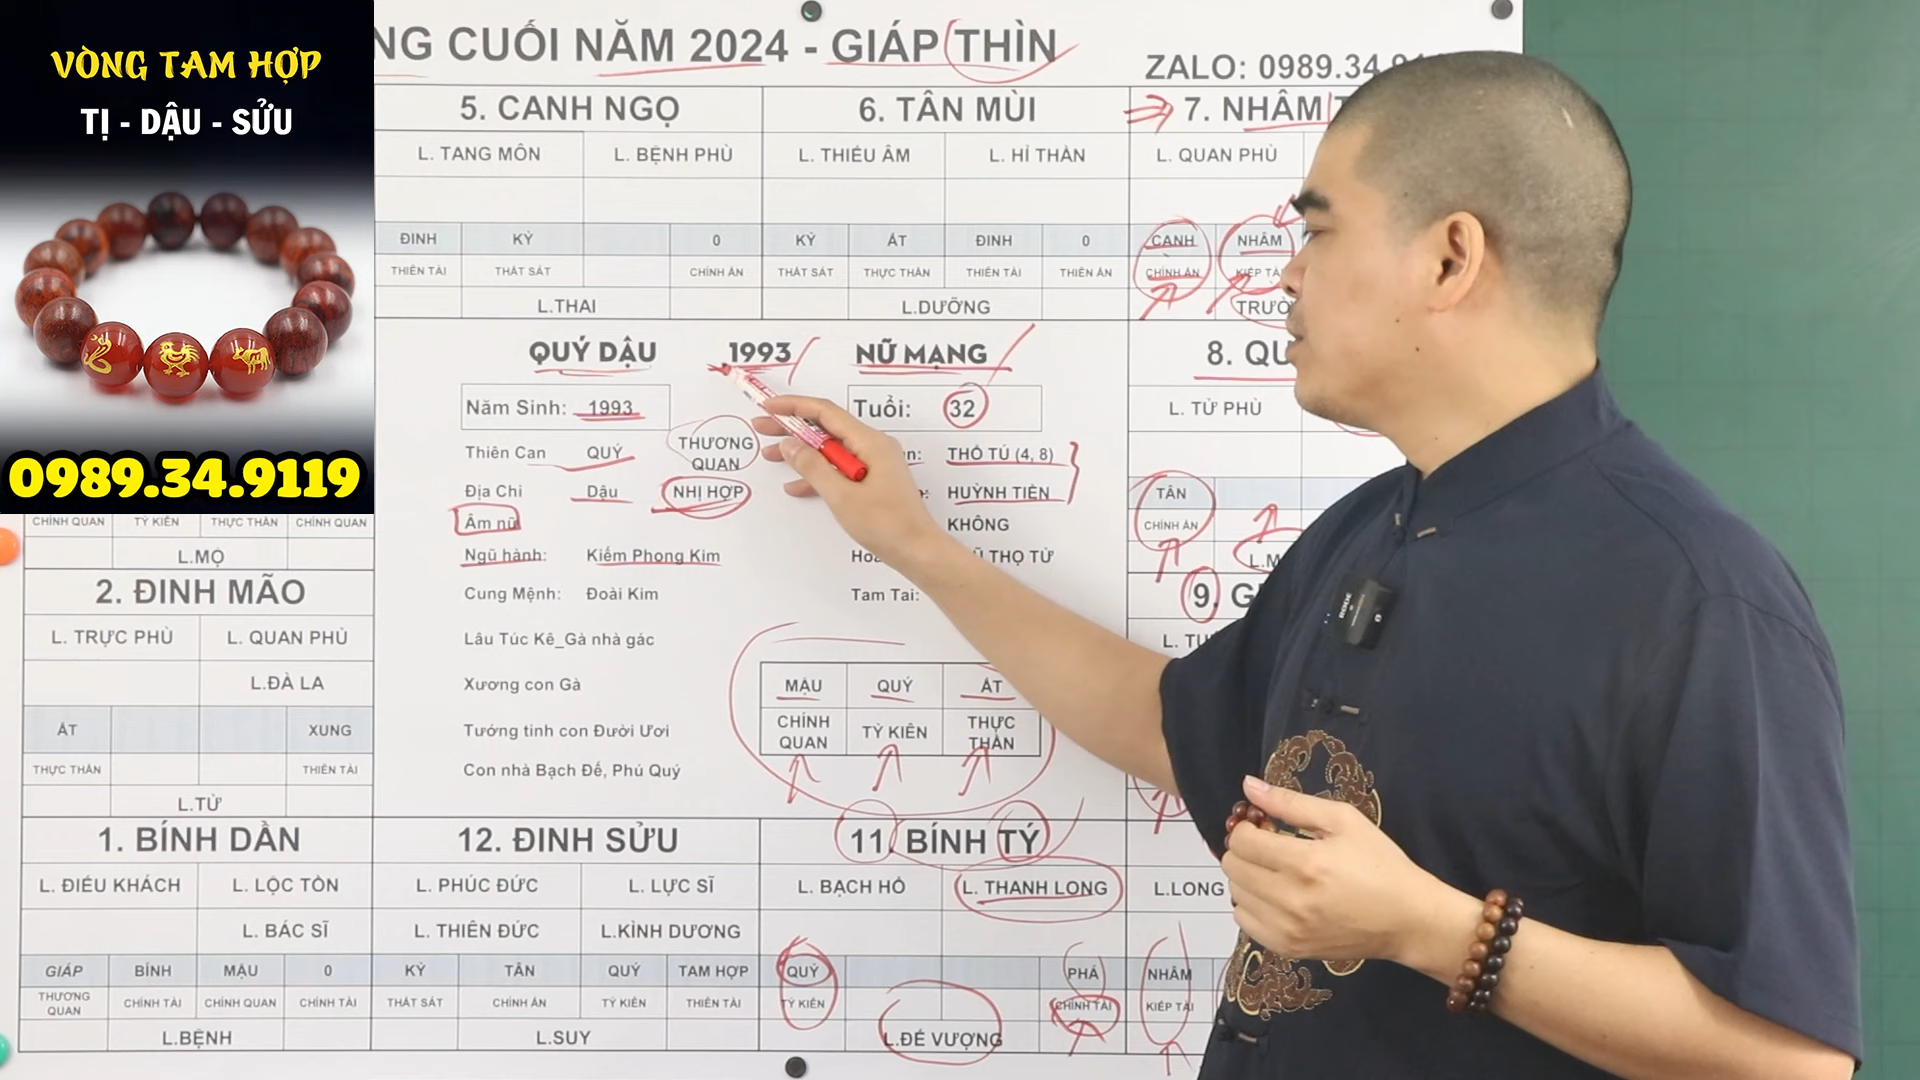 VÒNG TAM HỢP
TỊ - DẬU - SỬU
0989.34.9119
NG CUỐI NĂM 2024 - GIÁP THÌN
ZALO: 0989.34.91
5. CANH NGỌ
L. TANG MÔN L. BỆNH PHÙ
ĐINH KỶ 0
THIÊN TÀI THẤT SÁT CHÍNH ẤN
L.THAI
6. TÂN MÙI
L. THIẾU ÂM L. HỈ THẦN
KỶ ẤT ĐINH 0
THẤT SÁT THỰC THẦN THIÊN TÀI THIÊN ẤN
L.DƯỠNG
7. NHÂM
L. QUAN PHÙ
CANH NHÂM
CHÍNH ẤN KIẾP TÀI
TRƯỜ
QUÝ DẬU 1993 NỮ MẠNG
Năm Sinh: 1993 Tuổi: 32
Thiên Can QUÝ THƯƠNG QUAN THỔ TÚ (4, 8)
Địa Chi Dậu NHỊ HỢP HUỲNH TIỀN
Âm nữ KHÔNG
Ngũ hành: Kiếm Phong Kim THỌ TỬ
Cung Mệnh: Đoài Kim Tam Tai:
Lâu Túc Kê_Gà nhà gác
Xương con Gà
Tướng tinh con Đười Ươi
Con nhà Bạch Đế, Phú Quý
MẬU QUÝ ẤT
CHÍNH QUAN TỶ KIÊN THỰC THẦN
8. QU
L. TỬ PHÙ
TÂN
CHÍNH ẤN
L.M
9. G
L. TU
CHÍNH QUAN TỶ KIÊN THỰC THẦN CHÍNH QUAN
L.MỘ
2. ĐINH MÃO
L. TRỰC PHÙ L. QUAN PHÙ
L.ĐÀ LA
ẤT XUNG
THỰC THẦN THIÊN TÀI
L.TỬ
1. BÍNH DẦN
L. ĐIẾU KHÁCH L. LỘC TỒN
L. BÁC SĨ
GIÁP BÍNH MẬU 0
THƯƠNG QUAN CHÍNH TÀI CHÍNH QUAN CHÍNH TÀI
L.BỆNH
12. ĐINH SỬU
L. PHÚC ĐỨC L. LỰC SĨ
L. THIÊN ĐỨC L.KÌNH DƯƠNG
KỶ TÂN QUÝ TAM HỢP
THẤT SÁT CHÍNH ẤN TỶ KIÊN THIÊN TÀI
L.SUY
11. BÍNH TÝ
L. BẠCH HỔ L. THANH LONG
QUÝ PHÁ
TỶ KIÊN CHÍNH TÀI
L.ĐẾ VƯỢNG
L.LONG
NHÂM
KIẾP TÀI
RODE